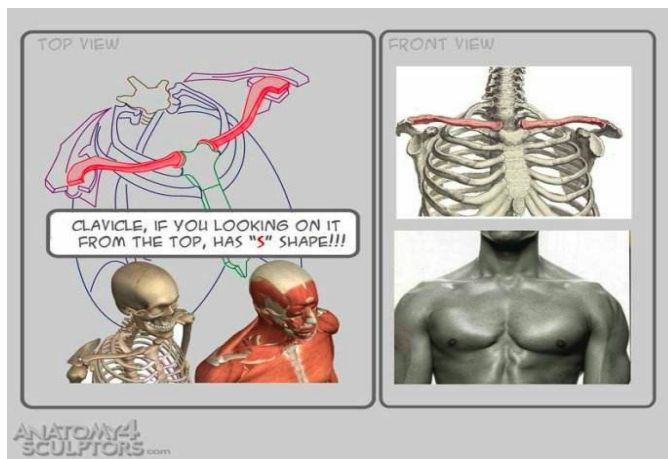 TOP VIEW
FRONT VIEW
CLAVICLE, IF YOU LOOKING ON IT
FROM THE TOP, HAS "S" SHAPE!!!
ANATOMY4
SCULPTORS.com